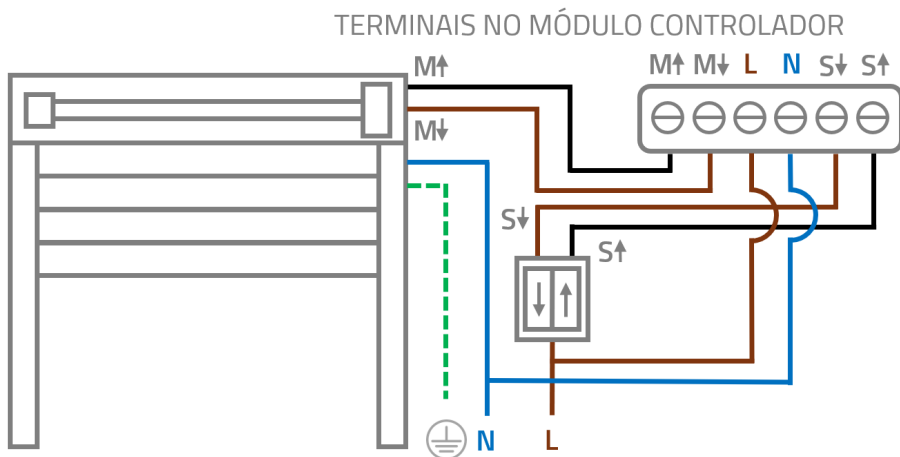 TERMINAIS NO MÓDULO CONTROLADOR
M↑ M↓ L N S↓ S↑
M↑
M↓
S↓
S↑
N L